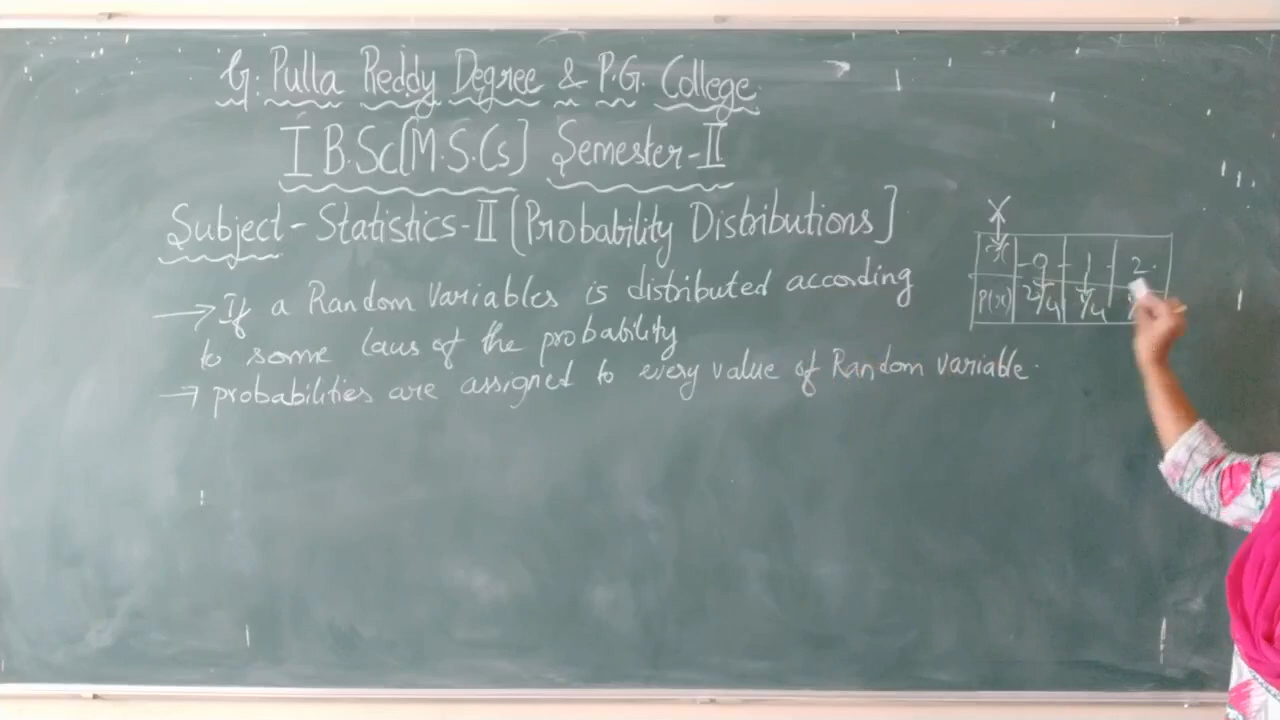 G. Pulla Reddy Degree & P.G. College
I B.Sc[M.S.Cs] Semester-II
Subject - Statistics-II [Probability Distributions]
→ If a Random Variables is distributed according
to some laws of the probability
→ probabilities are assigned to every value of Random variable.
X
x 0 1 2
P(x) 2/4 1/4